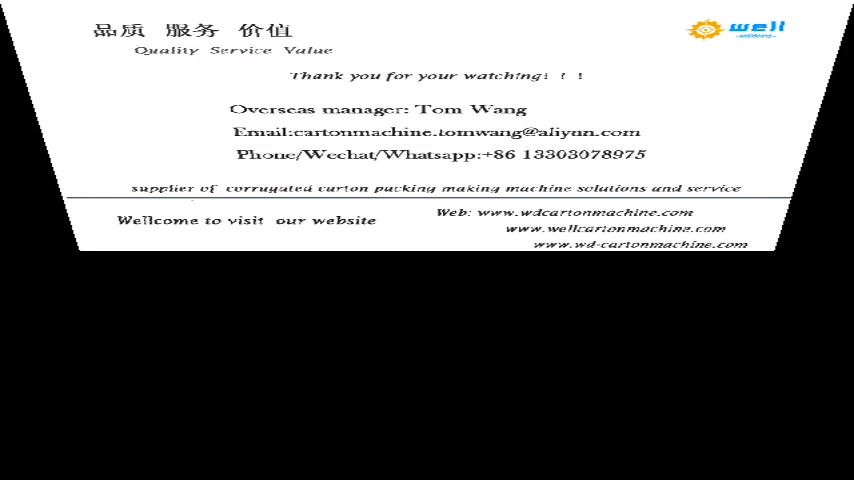 品质 服务 价值
Quality Service Value
well
Thank you for your watching! ! !
Overseas manager: Tom Wang
Email:cartonmachine.tomwang@aliyun.com
Phone/Wechat/Whatsapp:+86 13303078975
supplier of corrugated carton packing making machine solutions and service
Wellcome to visit our website
Web: www.wdcartonmachine.com
www.wellcartonmachine.com
www.wd-cartonmachine.com